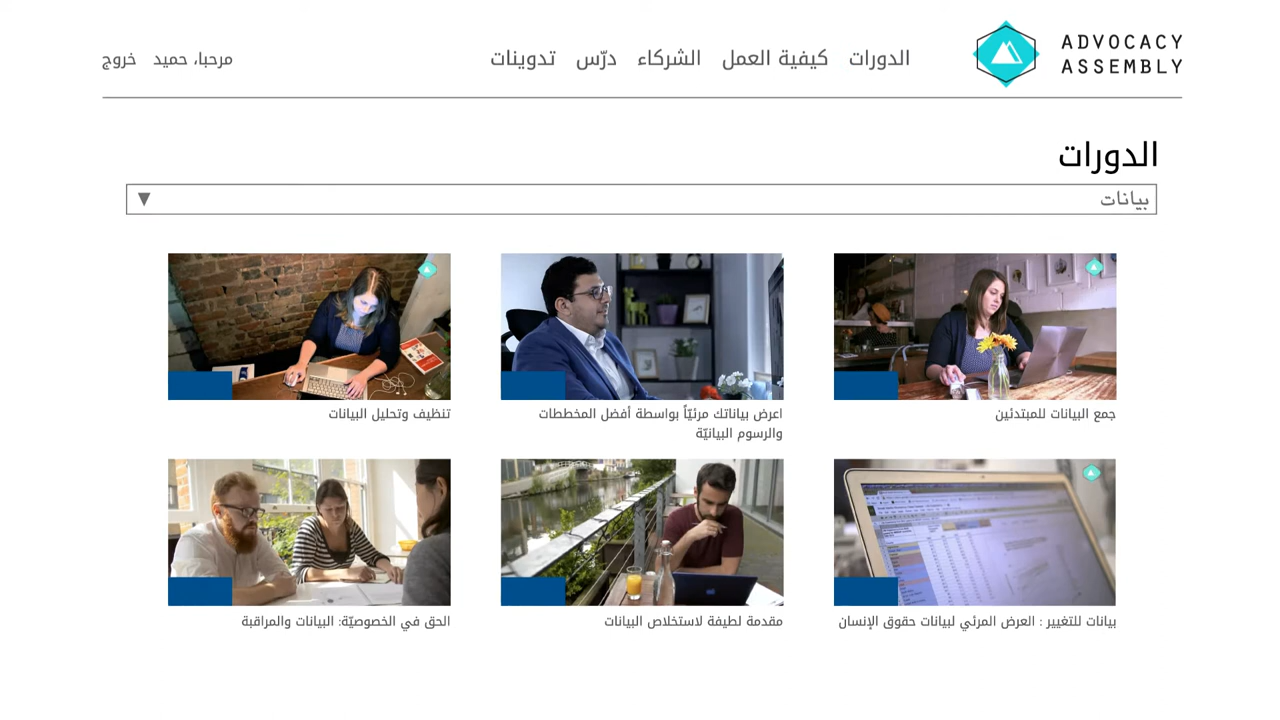 ADVOCACY
ASSEMBLY
الدورات كيفية العمل الشركاء درّس تدوينات
مرحبا، حميد خروج
الدورات
بيانات
جمع البيانات للمبتدئين
اعرض بياناتك مرئيّاً بواسطة أفضل المخططات
والرسوم البيانيّة
تنظيف وتحليل البيانات
بيانات للتغيير : العرض المرئي لبيانات حقوق الإنسان
مقدمة لطيفة لاستخلاص البيانات
الحق في الخصوصيّة: البيانات والمراقبة